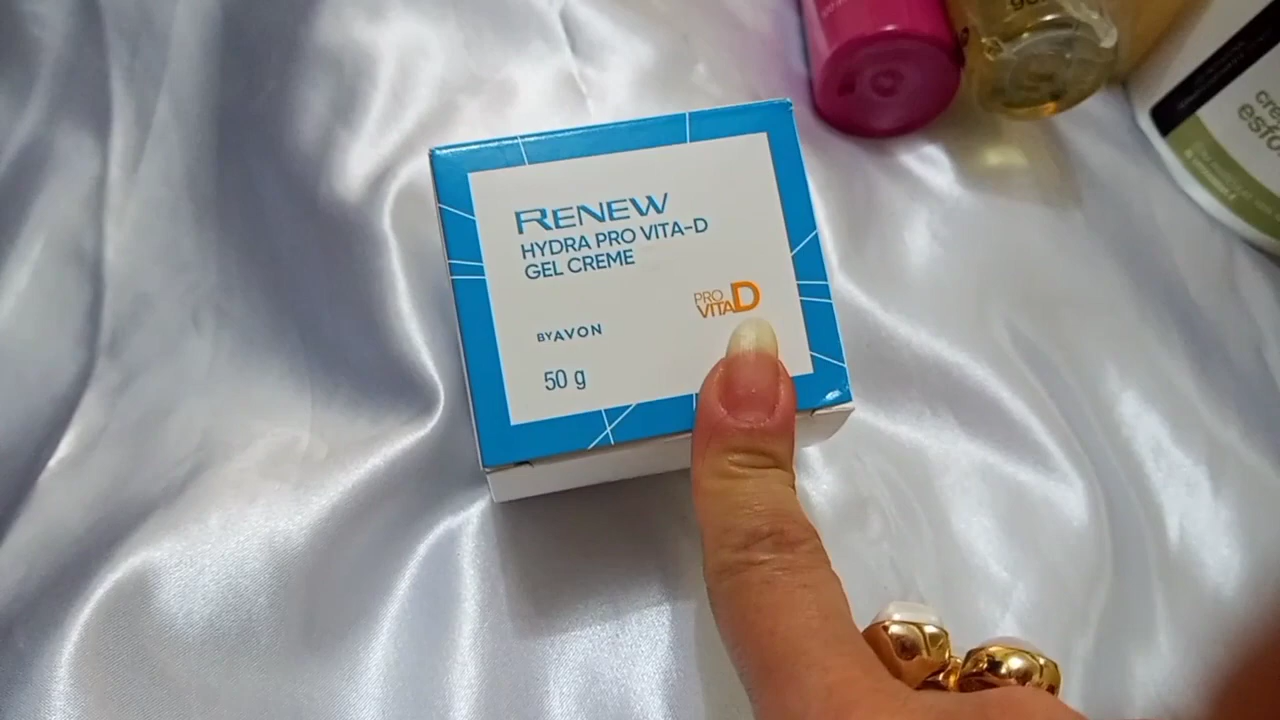 RENEW
HYDRA PRO VITA-D
GEL CREME
PRO
VITA D
BY AVON
50 g